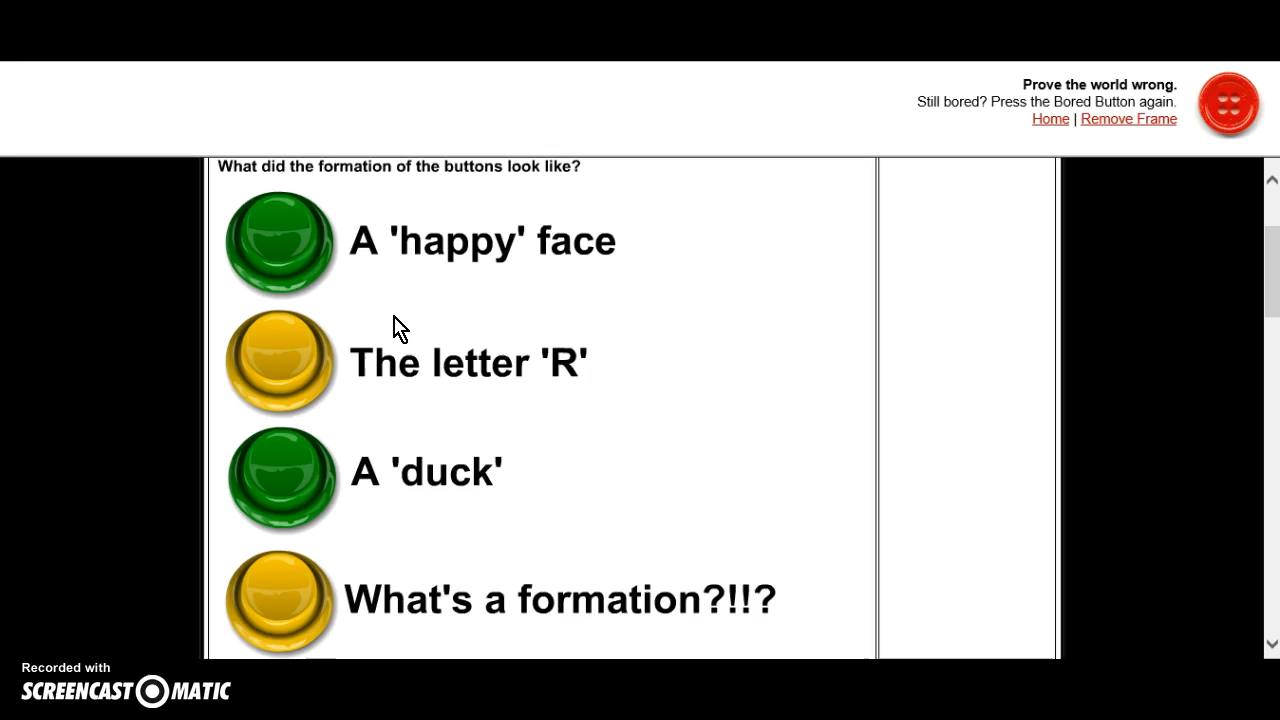 Prove the world wrong.
Still bored? Press the Bored Button again.
Home | Remove Frame
What did the formation of the buttons look like?
A 'happy' face
The letter 'R'
A 'duck'
What's a formation?!!?
Recorded with
SCREENCAST O MATIC